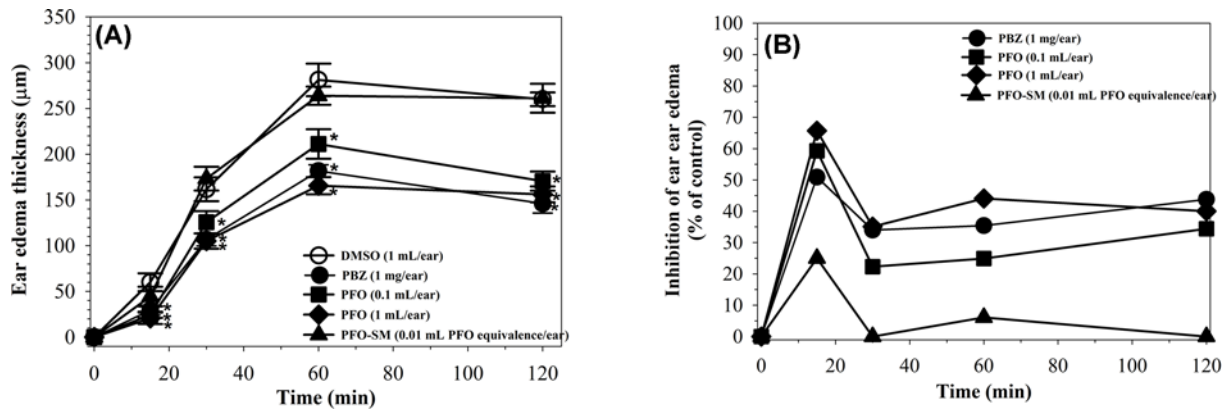 (A)
Ear edema thickness (µm)
350
300
250
200
150
100
50
0
*
*
*
*
*
*
*
*
*
*
*
*
DMSO (1 mL/ear)
PBZ (1 mg/ear)
PFO (0.1 mL/ear)
PFO (1 mL/ear)
PFO-SM (0.01 mL PFO equivalence/ear)
0 20 40 60 80 100 120
Time (min)
(B)
Inhibition of ear ear edema
(% of control)
100
90
80
70
60
50
40
30
20
10
0
PBZ (1 mg/ear)
PFO (0.1 mL/ear)
PFO (1 mL/ear)
PFO-SM (0.01 mL PFO equivalence/ear)
0 20 40 60 80 100 120
Time (min)